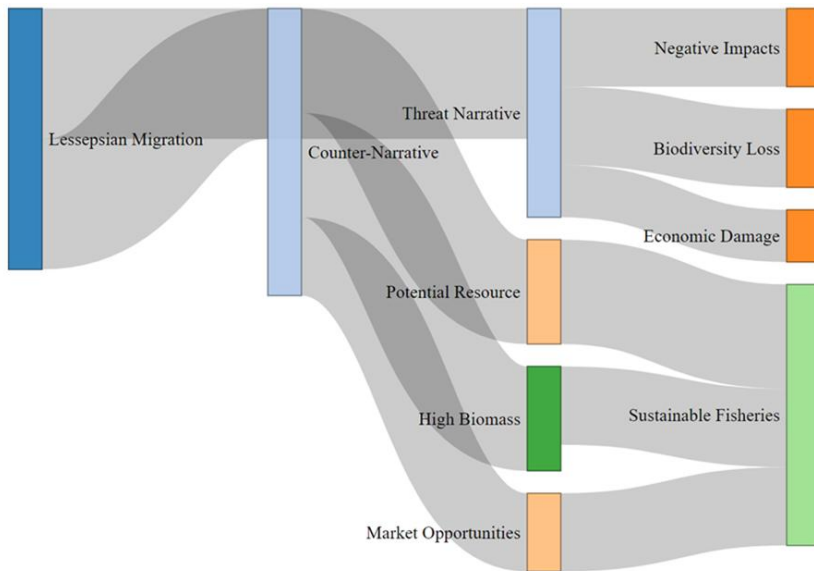 Negative Impacts
Threat Narrative
Lessepsian Migration
Counter-Narrative
Biodiversity Loss
Economic Damage
Potential Resource
High Biomass
Sustainable Fisheries
Market Opportunities